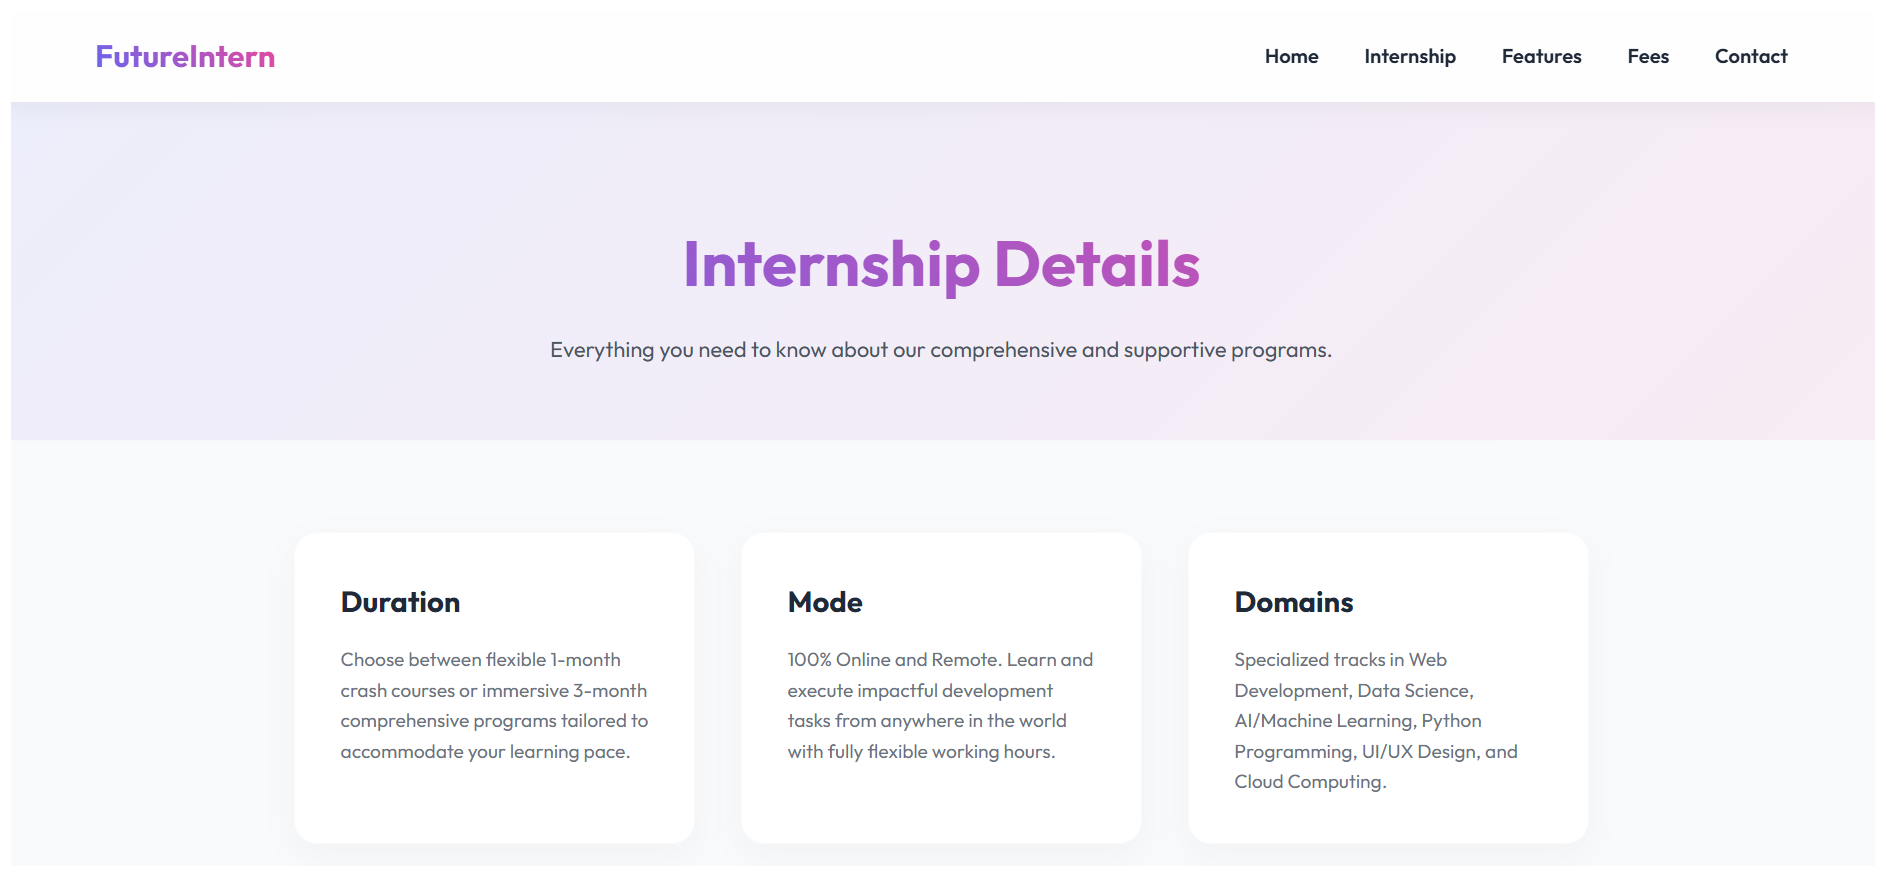 FutureIntern
Home Internship Features Fees Contact
Internship Details
Everything you need to know about our comprehensive and supportive programs.
Duration
Choose between flexible 1-month
crash courses or immersive 3-month
comprehensive programs tailored to
accommodate your learning pace.
Mode
100% Online and Remote. Learn and
execute impactful development
tasks from anywhere in the world
with fully flexible working hours.
Domains
Specialized tracks in Web
Development, Data Science,
AI/Machine Learning, Python
Programming, UI/UX Design, and
Cloud Computing.